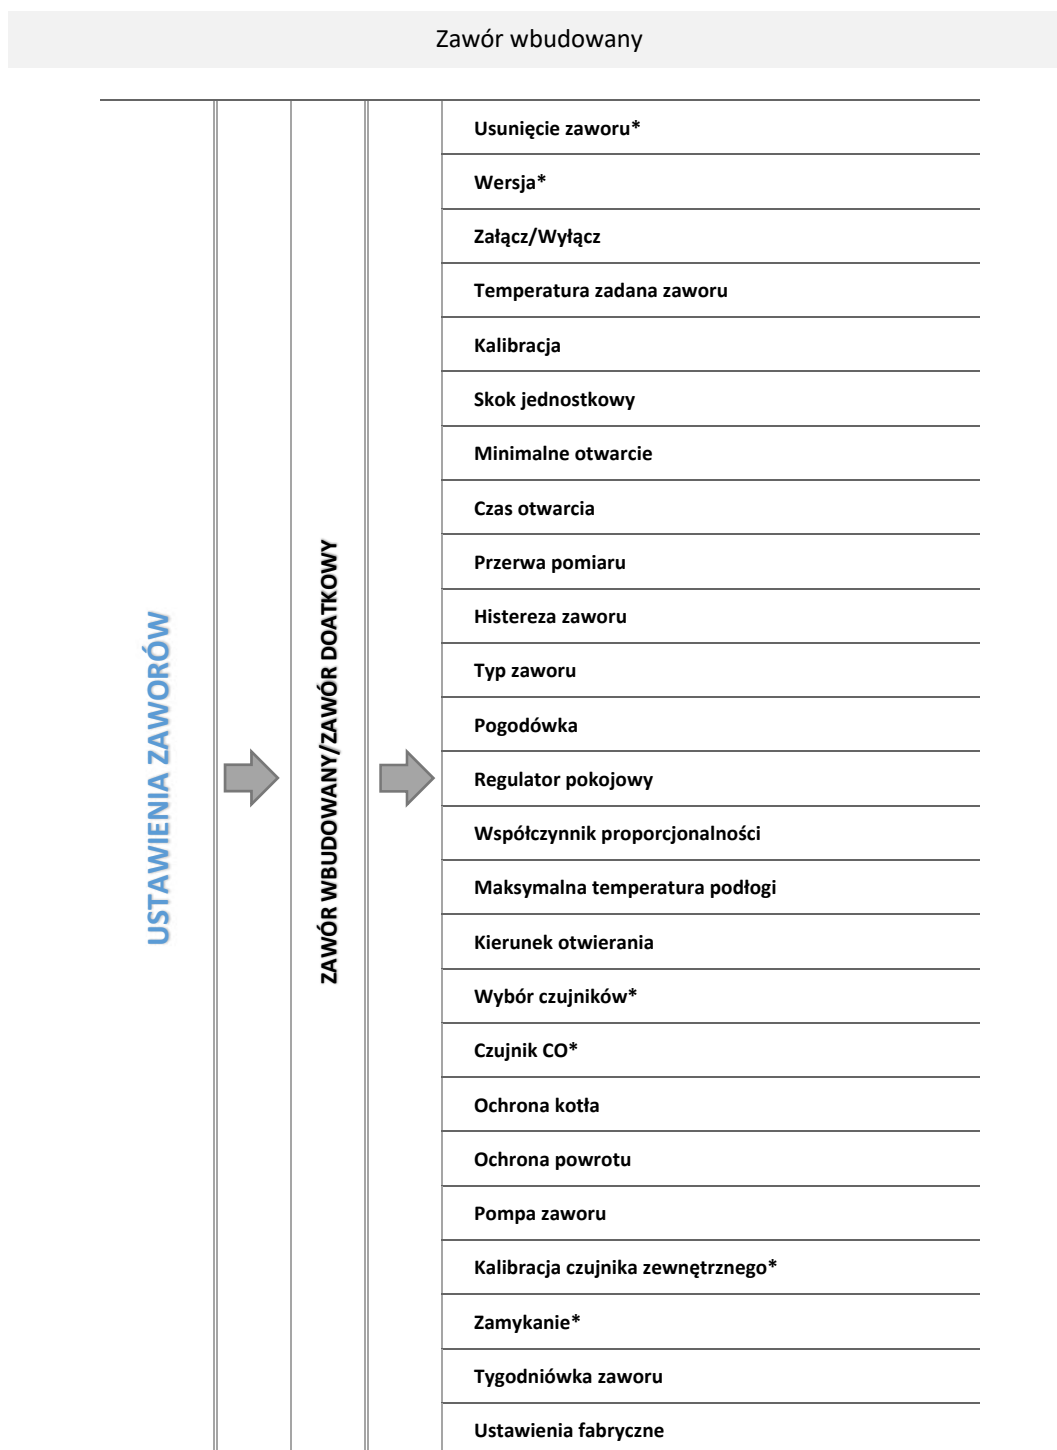 Zawór wbudowany
USTAWIENIA ZAWORÓW
ZAWÓR WBUDOWANY/ZAWÓR DOATKOWY
Usunięcie zaworu*
Wersja*
Załącz/Wyłącz
Temperatura zadana zaworu
Kalibracja
Skok jednostkowy
Minimalne otwarcie
Czas otwarcia
Przerwa pomiaru
Histereza zaworu
Typ zaworu
Pogodówka
Regulator pokojowy
Współczynnik proporcjonalności
Maksymalna temperatura podłogi
Kierunek otwierania
Wybór czujników*
Czujnik CO*
Ochrona kotła
Ochrona powrotu
Pompa zaworu
Kalibracja czujnika zewnętrznego*
Zamykanie*
Tygodniówka zaworu
Ustawienia fabryczne